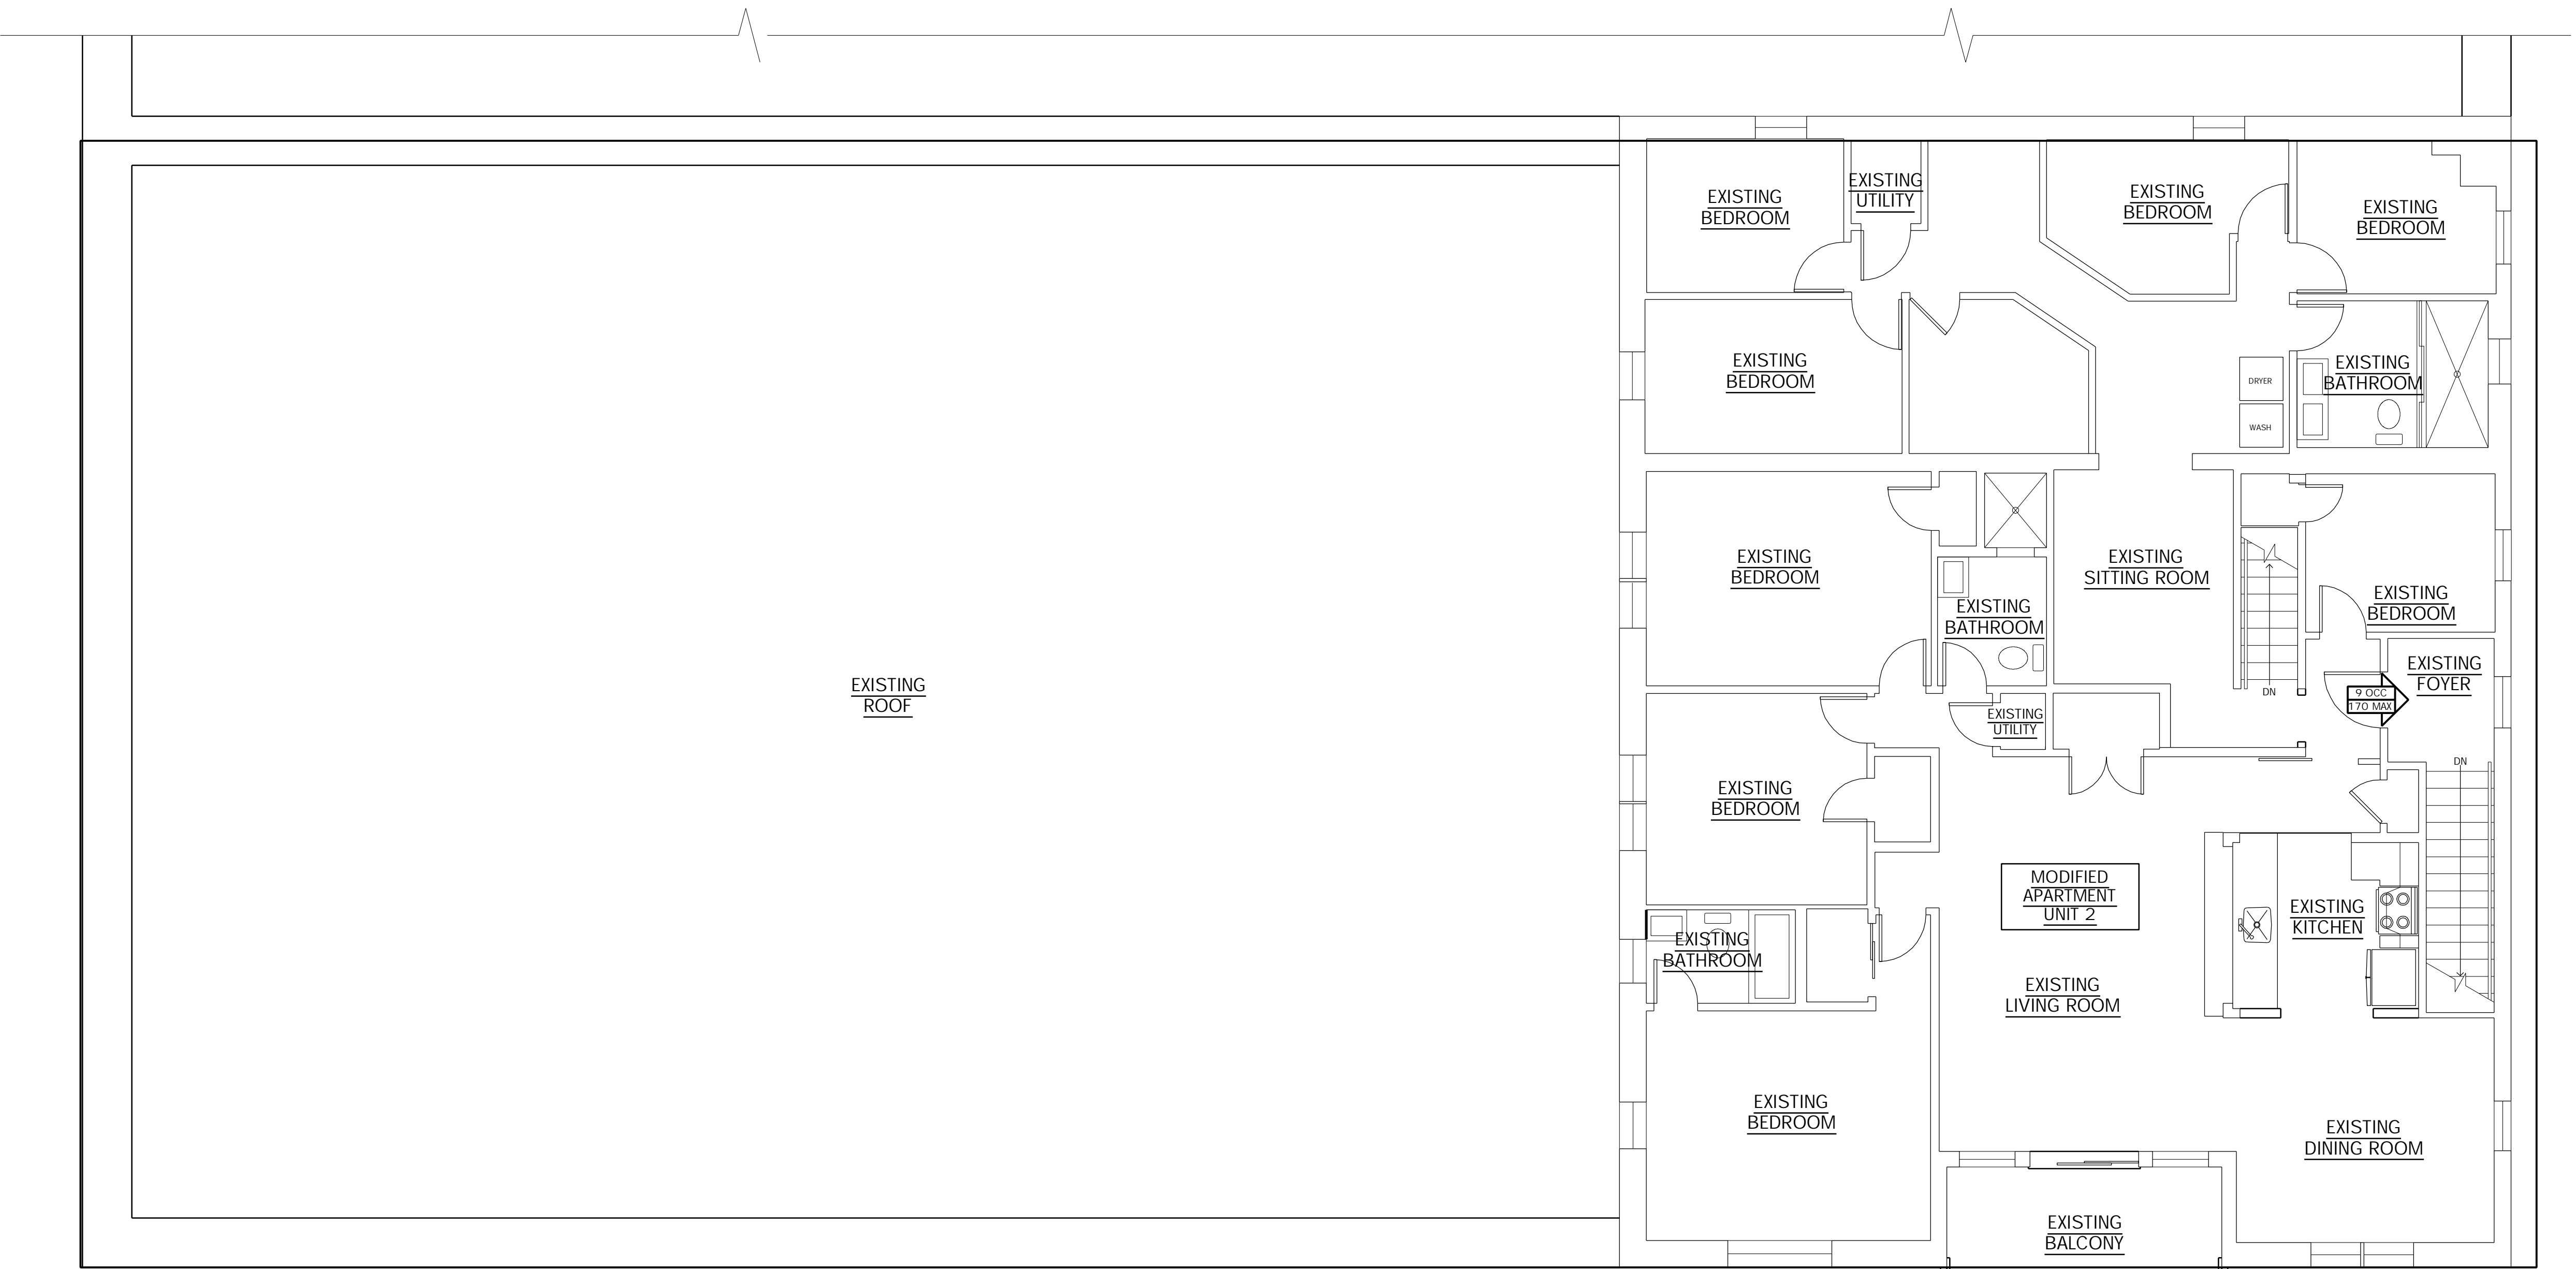 EXISTING
UTILITY
EXISTING
BEDROOM
EXISTING
BEDROOM
EXISTING
BEDROOM
EXISTING
BEDROOM
DRYER
EXISTING
BATHROOM
WASH
EXISTING
BEDROOM
EXISTING
SITTING ROOM
EXISTING
BATHROOM
EXISTING
BEDROOM
EXISTING
ROOF
EXISTING
FOYER
DN
9 OCC
170 MAX
EXISTING
UTILITY
DN
EXISTING
BEDROOM
MODIFIED
APARTMENT
UNIT 2
EXISTING
KITCHEN
EXISTING
BATHROOM
EXISTING
LIVING ROOM
EXISTING
BEDROOM
EXISTING
DINING ROOM
EXISTING
BALCONY